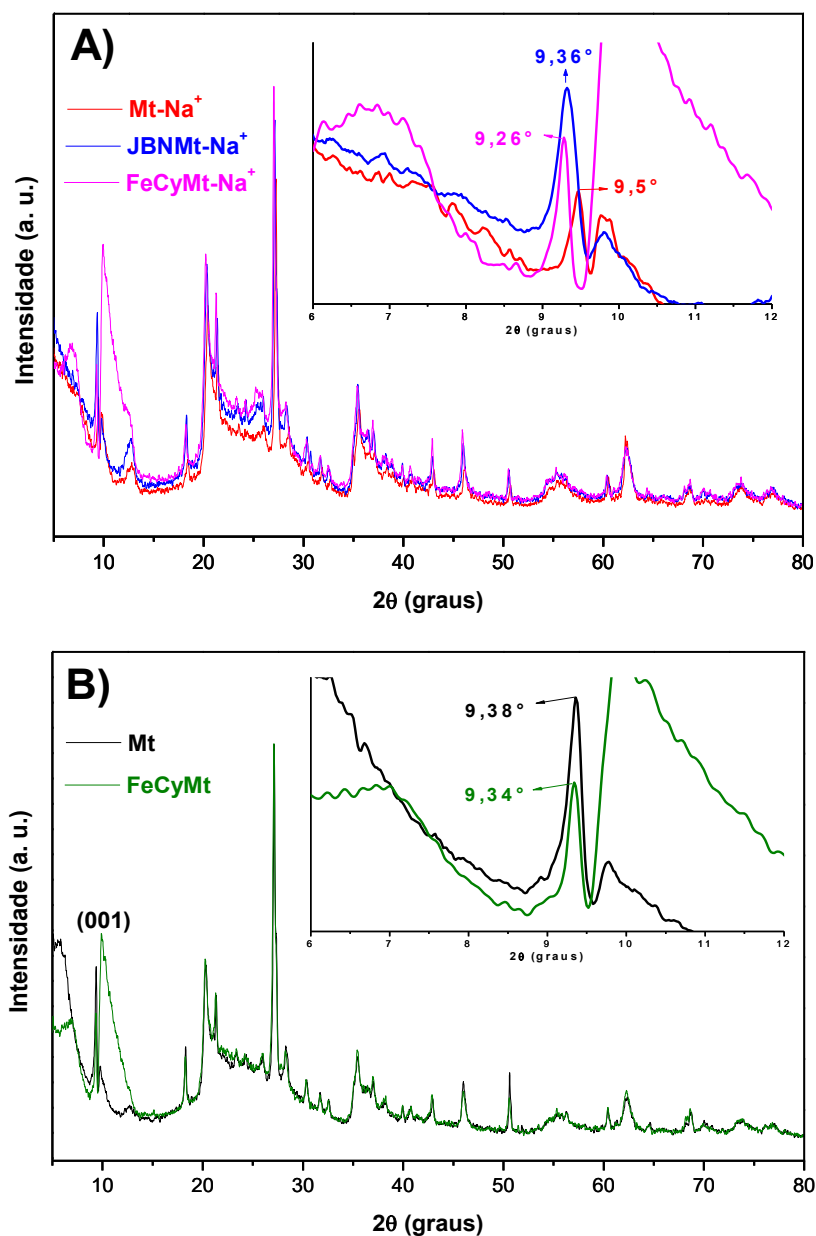 A)
Mt-Na⁺
JBNMt-Na⁺
FeCyMt-Na⁺
9,36°
9,26°
9,5°
6 7 8 9 10 11 12
2θ (graus)
Intensidade (a. u.)
10 20 30 40 50 60 70 80
2θ (graus)
B)
Mt
FeCyMt
9,38°
9,34°
6 7 8 9 10 11 12
2θ (graus)
(001)
Intensidade (a. u.)
10 20 30 40 50 60 70 80
2θ (graus)